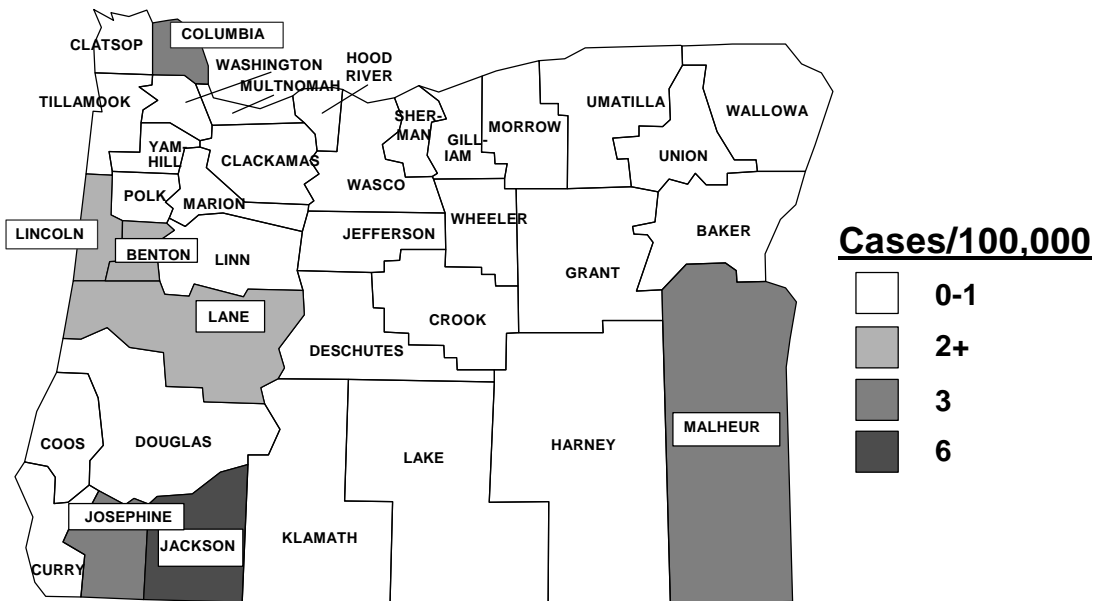 CLATSOP
COLUMBIA
WASHINGTON
MULTNOMAH
HOOD
RIVER
TILLAMOOK
SHER-
MAN
GILL-
IAM
MORROW
UMATILLA
WALLOWA
UNION
YAM-
HILL
CLACKAMAS
WASCO
POLK
MARION
WHEELER
LINCOLN
BENTON
LINN
JEFFERSON
GRANT
BAKER
LANE
CROOK
DESCHUTES
COOS
DOUGLAS
LAKE
HARNEY
MALHEUR
JOSEPHINE
JACKSON
KLAMATH
CURRY
Cases/100,000
0-1
2+
3
6